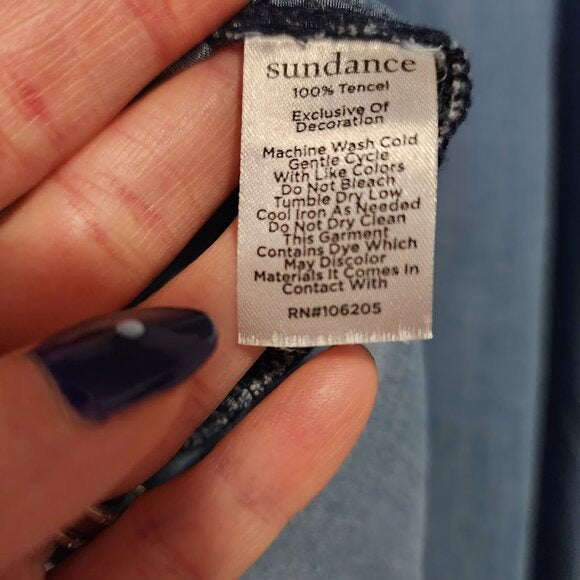 sundance
100% Tencel
Exclusive Of
Decoration
Machine Wash Cold
Gentle Cycle
With Like Colors
Do Not Bleach
Tumble Dry Low
Cool Iron As Needed
Do Not Dry Clean
This Garment
Contains Dye Which
May Discolor
Materials It Comes In
Contact With
RN#106205